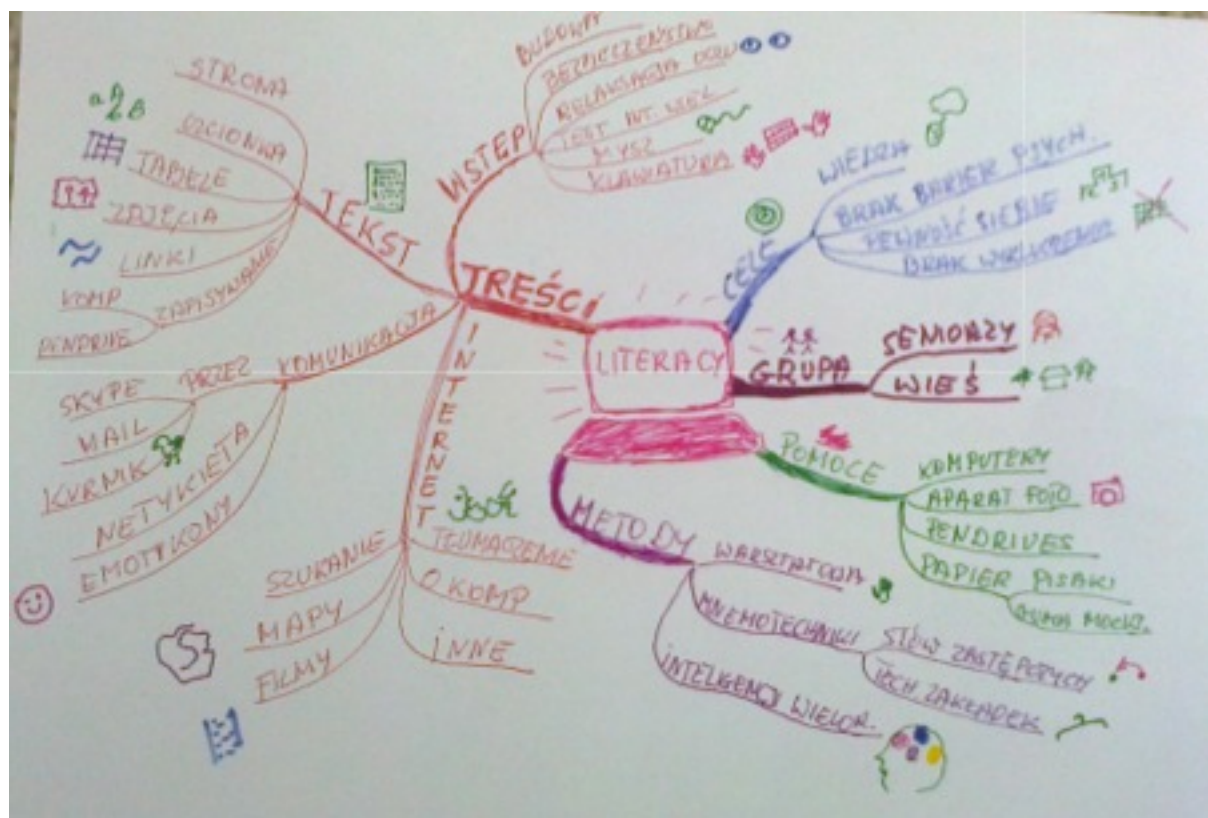 LITERACY
TREŚCI
WSTĘP
BUDOWA
BEZPIECZEŃSTWO
RELAKSACJA OCZU
TEST INT. WIEL
MYSZ
KLAWIATURA
TEKST
STRONA
CZCIONKA
TABELE
ZDJĘCIA
LINKI
ZAPISYWANIE
KOMP
PENDRIVE
KOMUNIKACJA
PRZEZ
SKYPE
MAIL
KURNIK
NETYKIETA
EMOTIKONY
INTERNET
SZUKANIE
MAPY
FILMY
TŁUMACZENIE
O KOMP
INNE
CELE
WIEDZA
BRAK BARIER PSYCH.
PEWNOŚĆ SIEBIE
BRAK
GRUPA
SENIORZY
WIEŚ
POMOCE
KOMPUTERY
APARAT FOTO
PENDRIVES
PAPIER PISAKI
METODY
WARSZTATOWA
MNEMOTECHNIKI
SŁÓW ZASTĘPCZYCH
TECH ZAKŁADEK
INTELIGENCJI WIELOR.